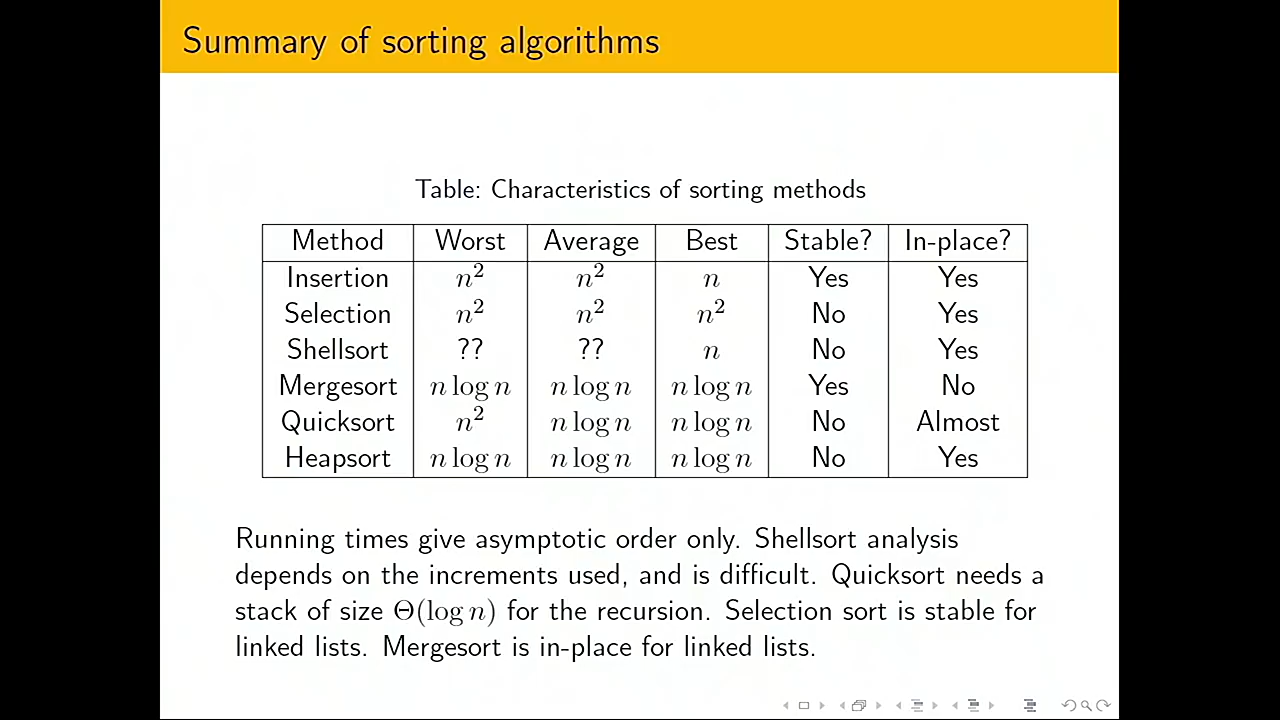 Summary of sorting algorithms
Table: Characteristics of sorting methods
Method Worst Average Best Stable? In-place?
Insertion n² n² n Yes Yes
Selection n² n² n² No Yes
Shellsort ?? ?? n No Yes
Mergesort n log n n log n n log n Yes No
Quicksort n² n log n n log n No Almost
Heapsort n log n n log n n log n No Yes
Running times give asymptotic order only. Shellsort analysis
depends on the increments used, and is difficult. Quicksort needs a
stack of size Θ(log n) for the recursion. Selection sort is stable for
linked lists. Mergesort is in-place for linked lists.